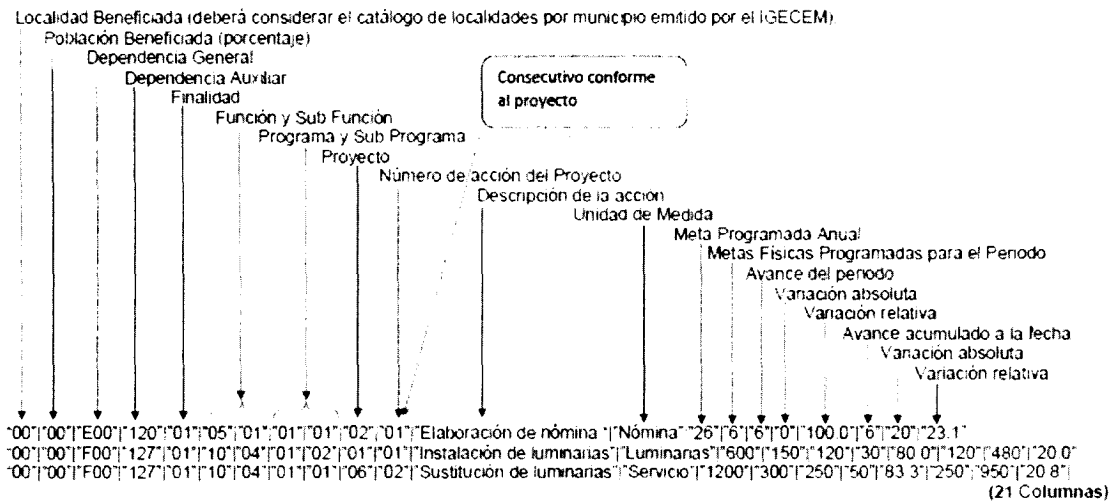 Localidad Beneficiada (deberá considerar el catálogo de localidades por municipio emitido por el IGECEM)
Población Beneficiada (porcentaje)
Dependencia General
Dependencia Auxiliar
Finalidad
Función y Sub Función
Programa y Sub Programa
Proyecto
Consecutivo conforme
al proyecto
Número de acción del Proyecto
Descripción de la acción
Unidad de Medida
Meta Programada Anual
Metas Físicas Programadas para el Periodo
Avance del periodo
Variación absoluta
Variación relativa
Avance acumulado a la fecha
Variación absoluta
Variación relativa
"00"|"00"|"E00"|"120"|"01"|"05"|"01"|"01"|"01"|"02"|"01"|"Elaboración de nómina "|"Nómina" "26"|"6"|"6"|"0"|"100.0"|"6"|"20"|"23.1"
"00"|"00"|"F00"|"127"|"01"|"10"|"04"|"01"|"02"|"01"|"01"|"Instalación de luminarias"|"Luminarias"|"600"|"150"|"120"|"30"|"80.0"|"120"|"480"|"20.0"
"00"|"00"|"F00"|"127"|"01"|"10"|"04"|"01"|"01"|"06"|"02"|"Sustitución de luminarias"|"Servicio"|"1200"|"300"|"250"|"50"|"83.3"|"250"|"950"|"20.8"|
(21 Columnas)